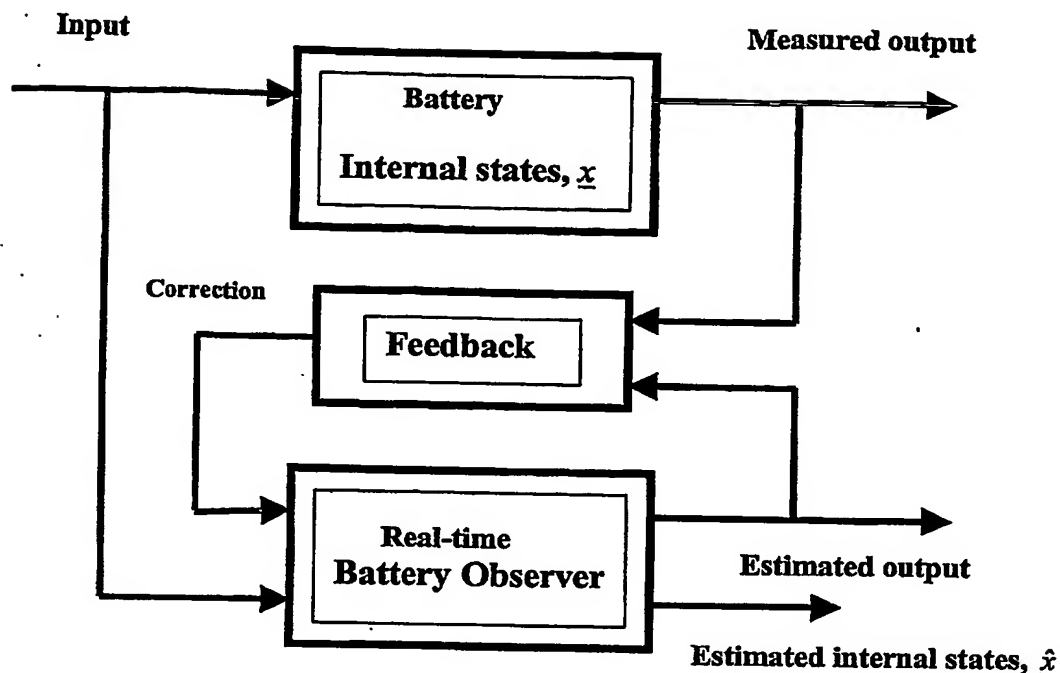 Input
Measured output
Battery
Internal states, x
Correction
Feedback
Real-time
Battery Observer
Estimated output
Estimated internal states, x̂